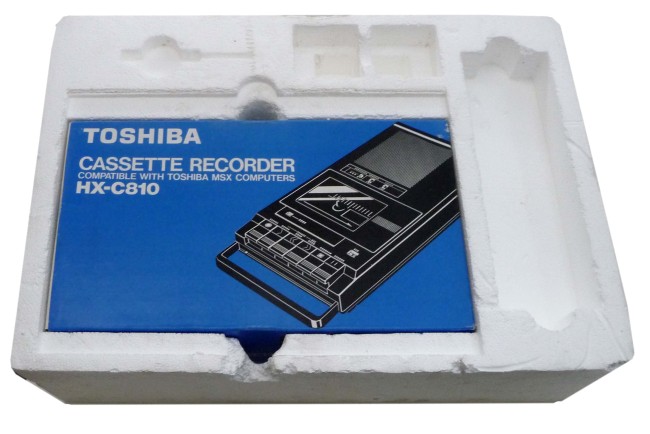 TOSHIBA
CASSETTE RECORDER
COMPATIBLE WITH TOSHIBA MSX COMPUTERS
HX-C810